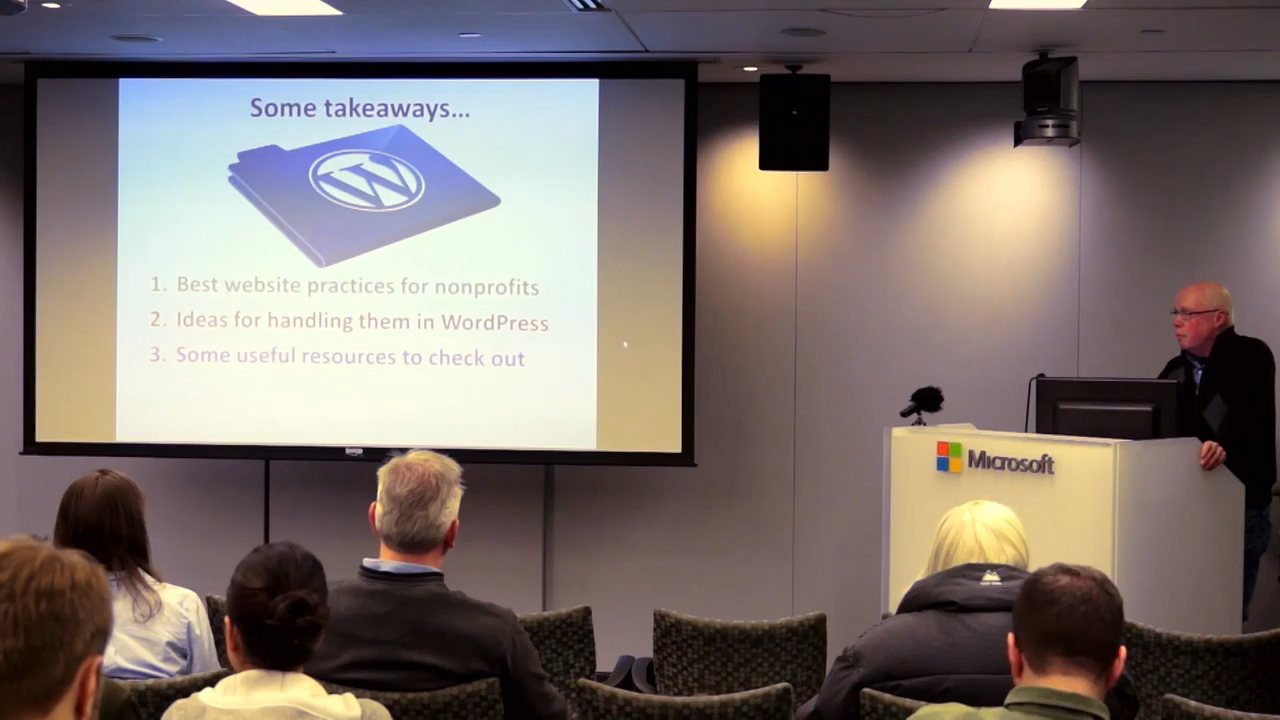 Some takeaways...
1. Best website practices for nonprofits
2. Ideas for handling them in WordPress
3. Some useful resources to check out
Microsoft